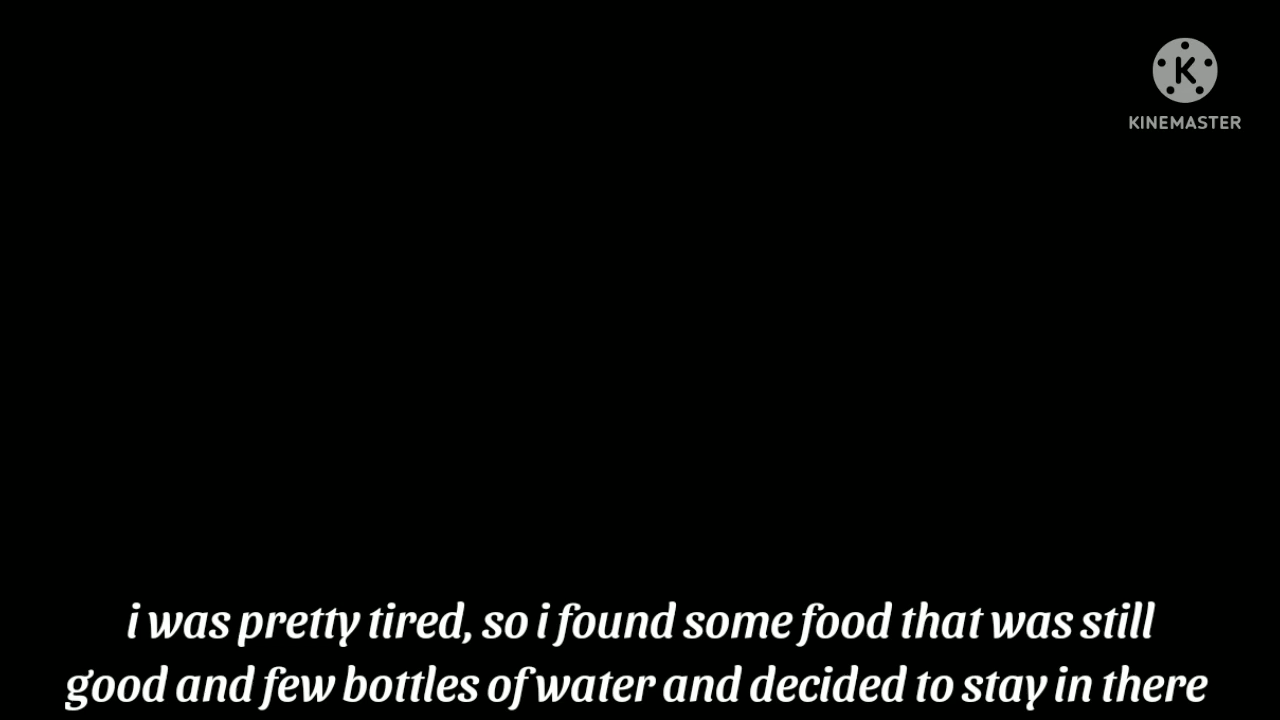 K
KINEMASTER
i was pretty tired, so i found some food that was still
good and few bottles of water and decided to stay in there